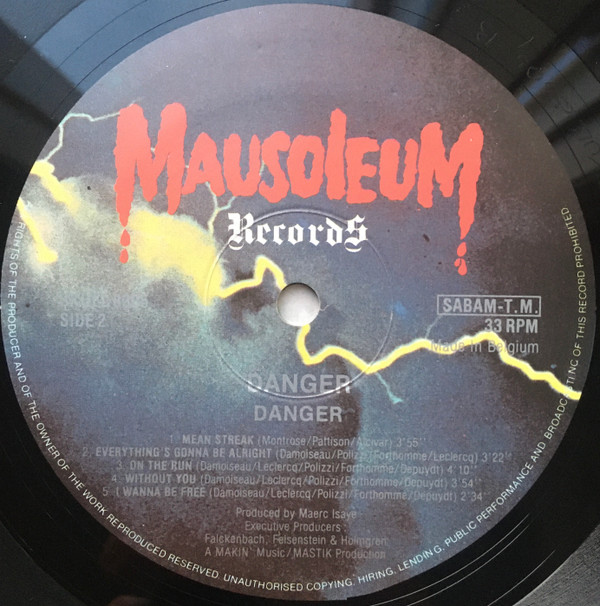 MAUSOLEUM
Records
SIDE 2
SABAM-T.M.
33 RPM
Made in Belgium
DANGER
DANGER
1. MEAN STREAK (Montrose/Pattison/Alcivar) 3'55''
2. EVERYTHING'S GONNA BE ALRIGHT (Damoiseau/Polizzi/Forthomme/Leclercq) 3'22''
3. ON THE RUN (Damoiseau/Leclercq/Polizzi/Forthomme/Depuydt) 4'10''
4. WITHOUT YOU (Damoiseau/Leclercq/Polizzi/Forthomme/Depuydt) 3'54''
5. I WANNA BE FREE (Damoiseau/Leclercq/Polizzi/Forthomme/Depuydt) 2'34''
Produced by Maerc Isaye
Executive Producers
Falckenbach, Felsenstein & Holmgren
A MAKIN' Music/MASTIK Production
RIGHTS OF THE PRODUCER AND OF THE OWNER OF THE WORK REPRODUCED RESERVED. UNAUTHORISED COPYING, HIRING, LENDING, PUBLIC PERFORMANCE AND BROADCASTING OF THIS RECORD PROHIBITED